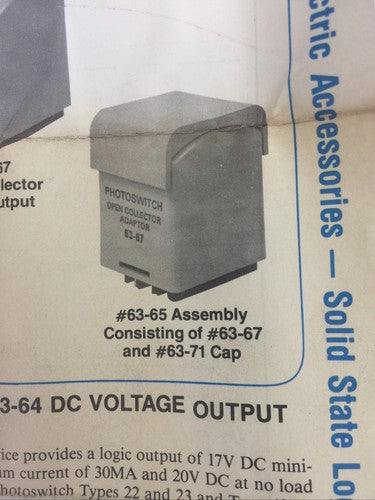 67
lector
utput
PHOTOSWITCH
OPEN COLLECTOR
ADAPTOR
63-67
#63-65 Assembly
Consisting of #63-67
and #63-71 Cap
ctric Accessories — Solid State Lo
3-64 DC VOLTAGE OUTPUT
ice provides a logic output of 17V DC mini-
um current of 30MA and 20V DC at no load
hotoswitch Types 22 and 23 and